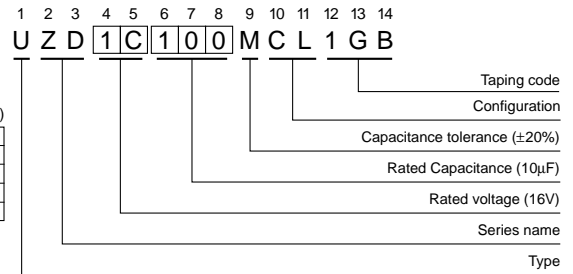 1 2 3 4 5 6 7 8 9 10 11 12 13 14
U Z D 1 C 1 0 0 M C L 1 G B
Taping code
Configuration
)
Capacitance tolerance (±20%)
Rated Capacitance (10µF)
Rated voltage (16V)
Series name
Type